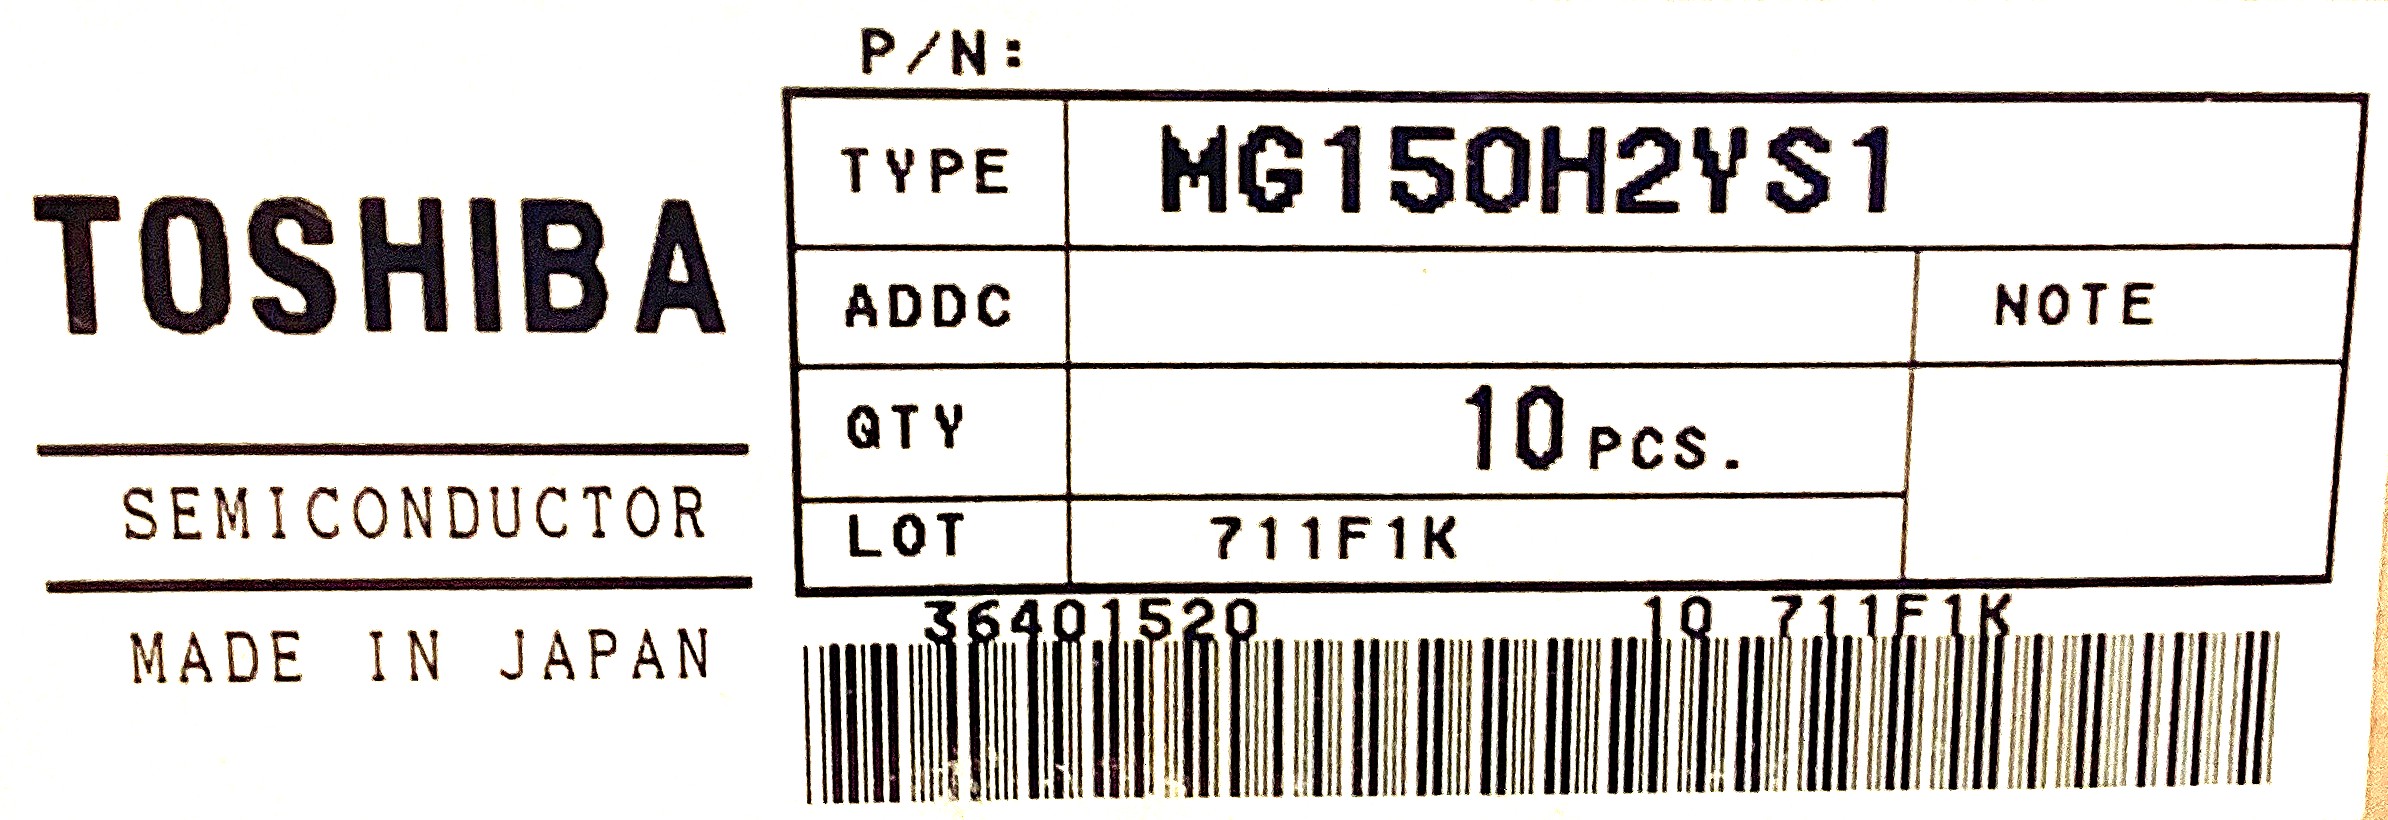 P/N:
TYPE MG150H2YS1
TOSHIBA
ADDC NOTE
QTY 10 PCS.
SEMICONDUCTOR
LOT 711F1K
36401520 10 711F1K
MADE IN JAPAN